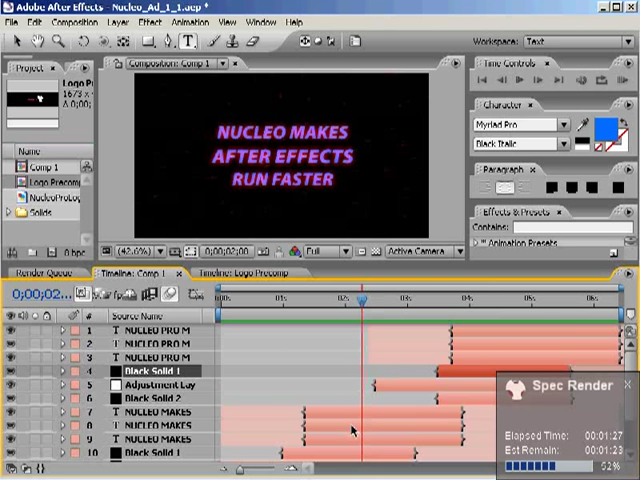 Adobe After Effects - Nucleo_Ad_1_1.aep *
File Edit Composition Layer Effect Animation View Window Help
Workspace: Text
Project
Composition: Comp 1
Time Controls
Logo Pr
1673 x
Δ 0;00;
Name
Comp 1
Logo Precomp
NucleoProLog
Solids
NUCLEO MAKES
AFTER EFFECTS
RUN FASTER
Character
Myriad Pro
Black Italic
Paragraph
Effects & Presets
Contains:
* Animation Presets
0 bpc
(42.6%)
0;00;02;00
Full
Active Camera
Render Queue
Timeline: Comp 1
Timeline: Logo Precomp
0;00;02...
00s
01s
02s
03s
04s
05s
06s
#
Source Name
1 T NUCLEO PRO M
2 T NUCLEO PRO M
3 T NUCLEO PRO M
4 Black Solid 1
5 Adjustment Lay
6 Black Solid 2
7 T NUCLEO MAKES
8 T NUCLEO MAKES
9 T NUCLEO MAKES
10 Black Solid 1
Spec Render
Elapsed Time: 00:01:27
Est Remain: 00:01:23
52%